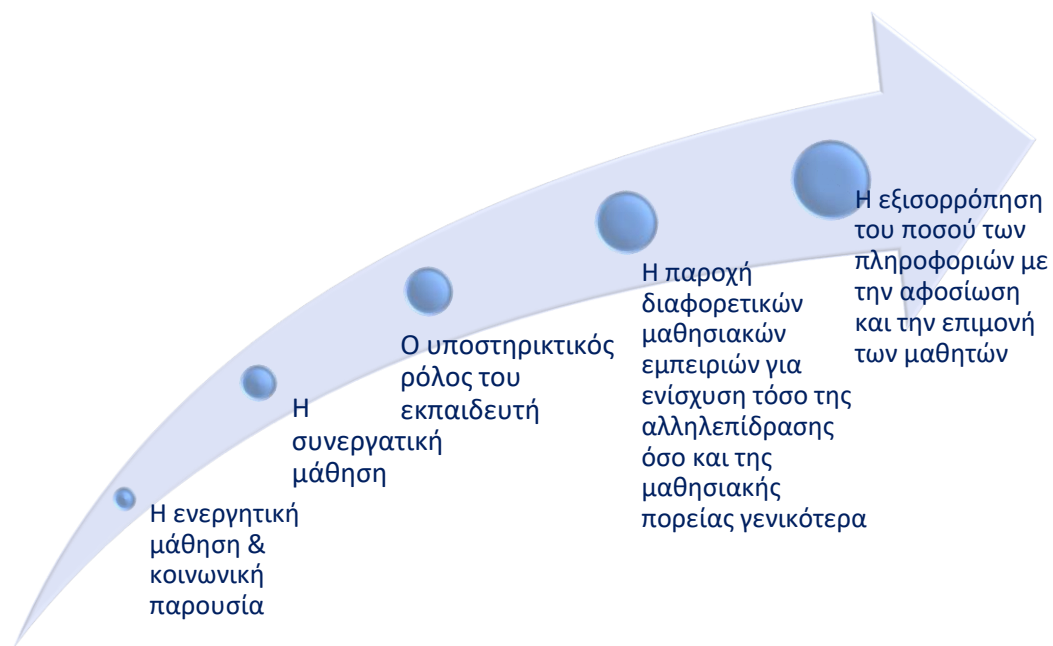 Η ενεργητική
μάθηση &
κοινωνική
παρουσία
Η
συνεργατική
μάθηση
Ο υποστηρικτικός
ρόλος του
εκπαιδευτή
Η παροχή
διαφορετικών
μαθησιακών
εμπειριών για
ενίσχυση τόσο της
αλληλεπίδρασης
όσο και της
μαθησιακής
πορείας γενικότερα
Η εξισορρόπηση
του ποσού των
πληροφοριών με
την αφοσίωση
και την επιμονή
των μαθητών